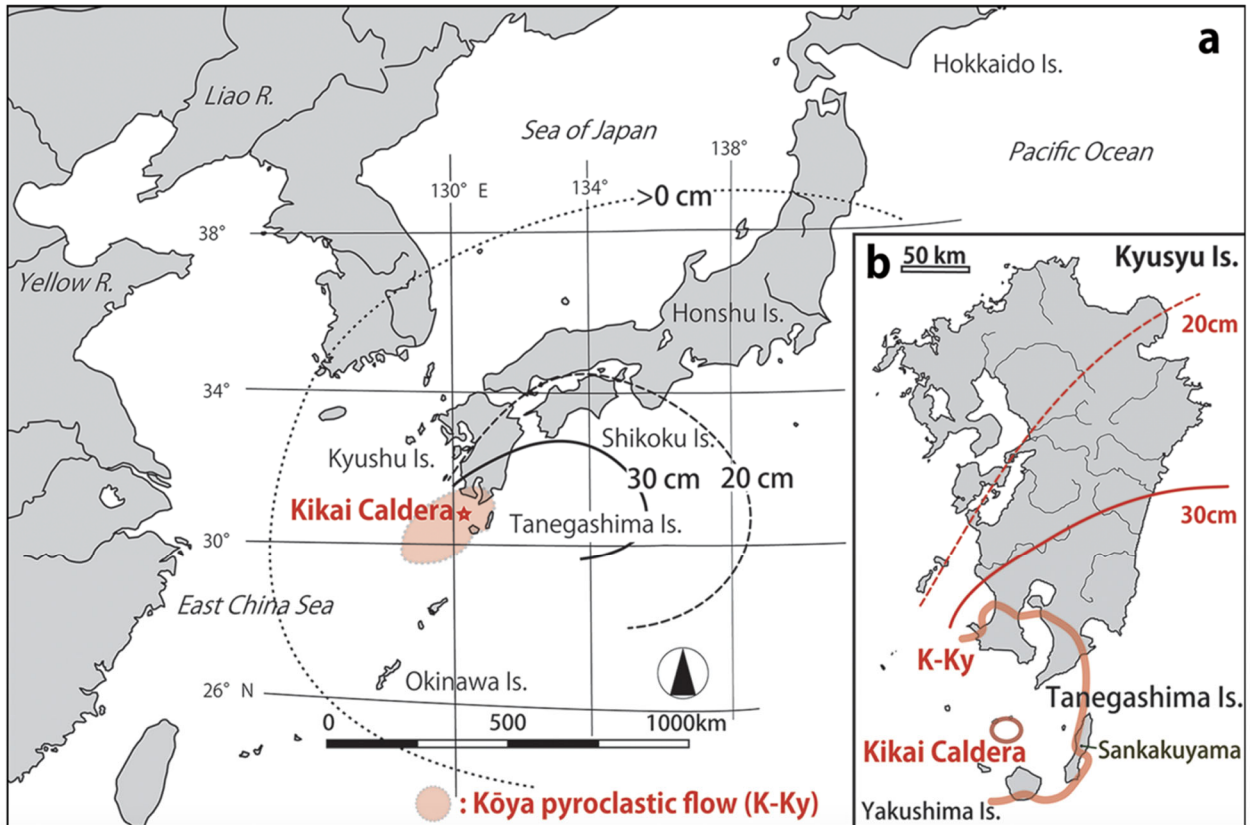 a
Hokkaido Is.
Liao R.
Sea of Japan
Pacific Ocean
138°
130° E
134°
>0 cm
38°
Yellow R.
Honshu Is.
34°
Shikoku Is.
Kyushu Is.
30 cm
20 cm
Kikai Caldera
Tanegashima Is.
30°
East China Sea
26° N
Okinawa Is.
0
500
1000km
: Kōya pyroclastic flow (K-Ky)
b
50 km
Kyusyu Is.
20cm
30cm
K-Ky
Tanegashima Is.
Kikai Caldera
Sankakuyama
Yakushima Is.